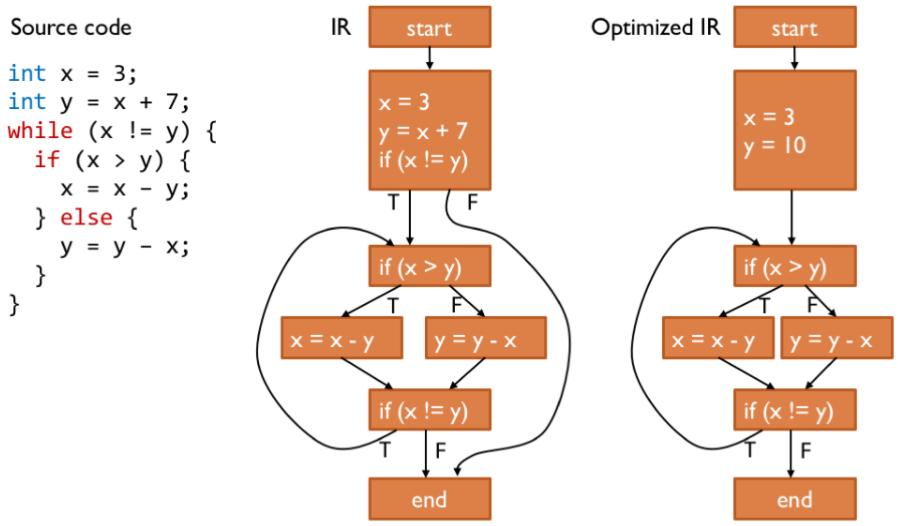 Source code
int x = 3;
int y = x + 7;
while (x != y) {
if (x > y) {
x = x - y;
} else {
y = y - x;
}
}
IR
start
x = 3
y = x + 7
if (x != y)
T
F
if (x > y)
T
F
x = x - y
y = y - x
if (x != y)
T
F
end
Optimized IR
start
x = 3
y = 10
if (x > y)
T
F
x = x - y
y = y - x
if (x != y)
T
F
end